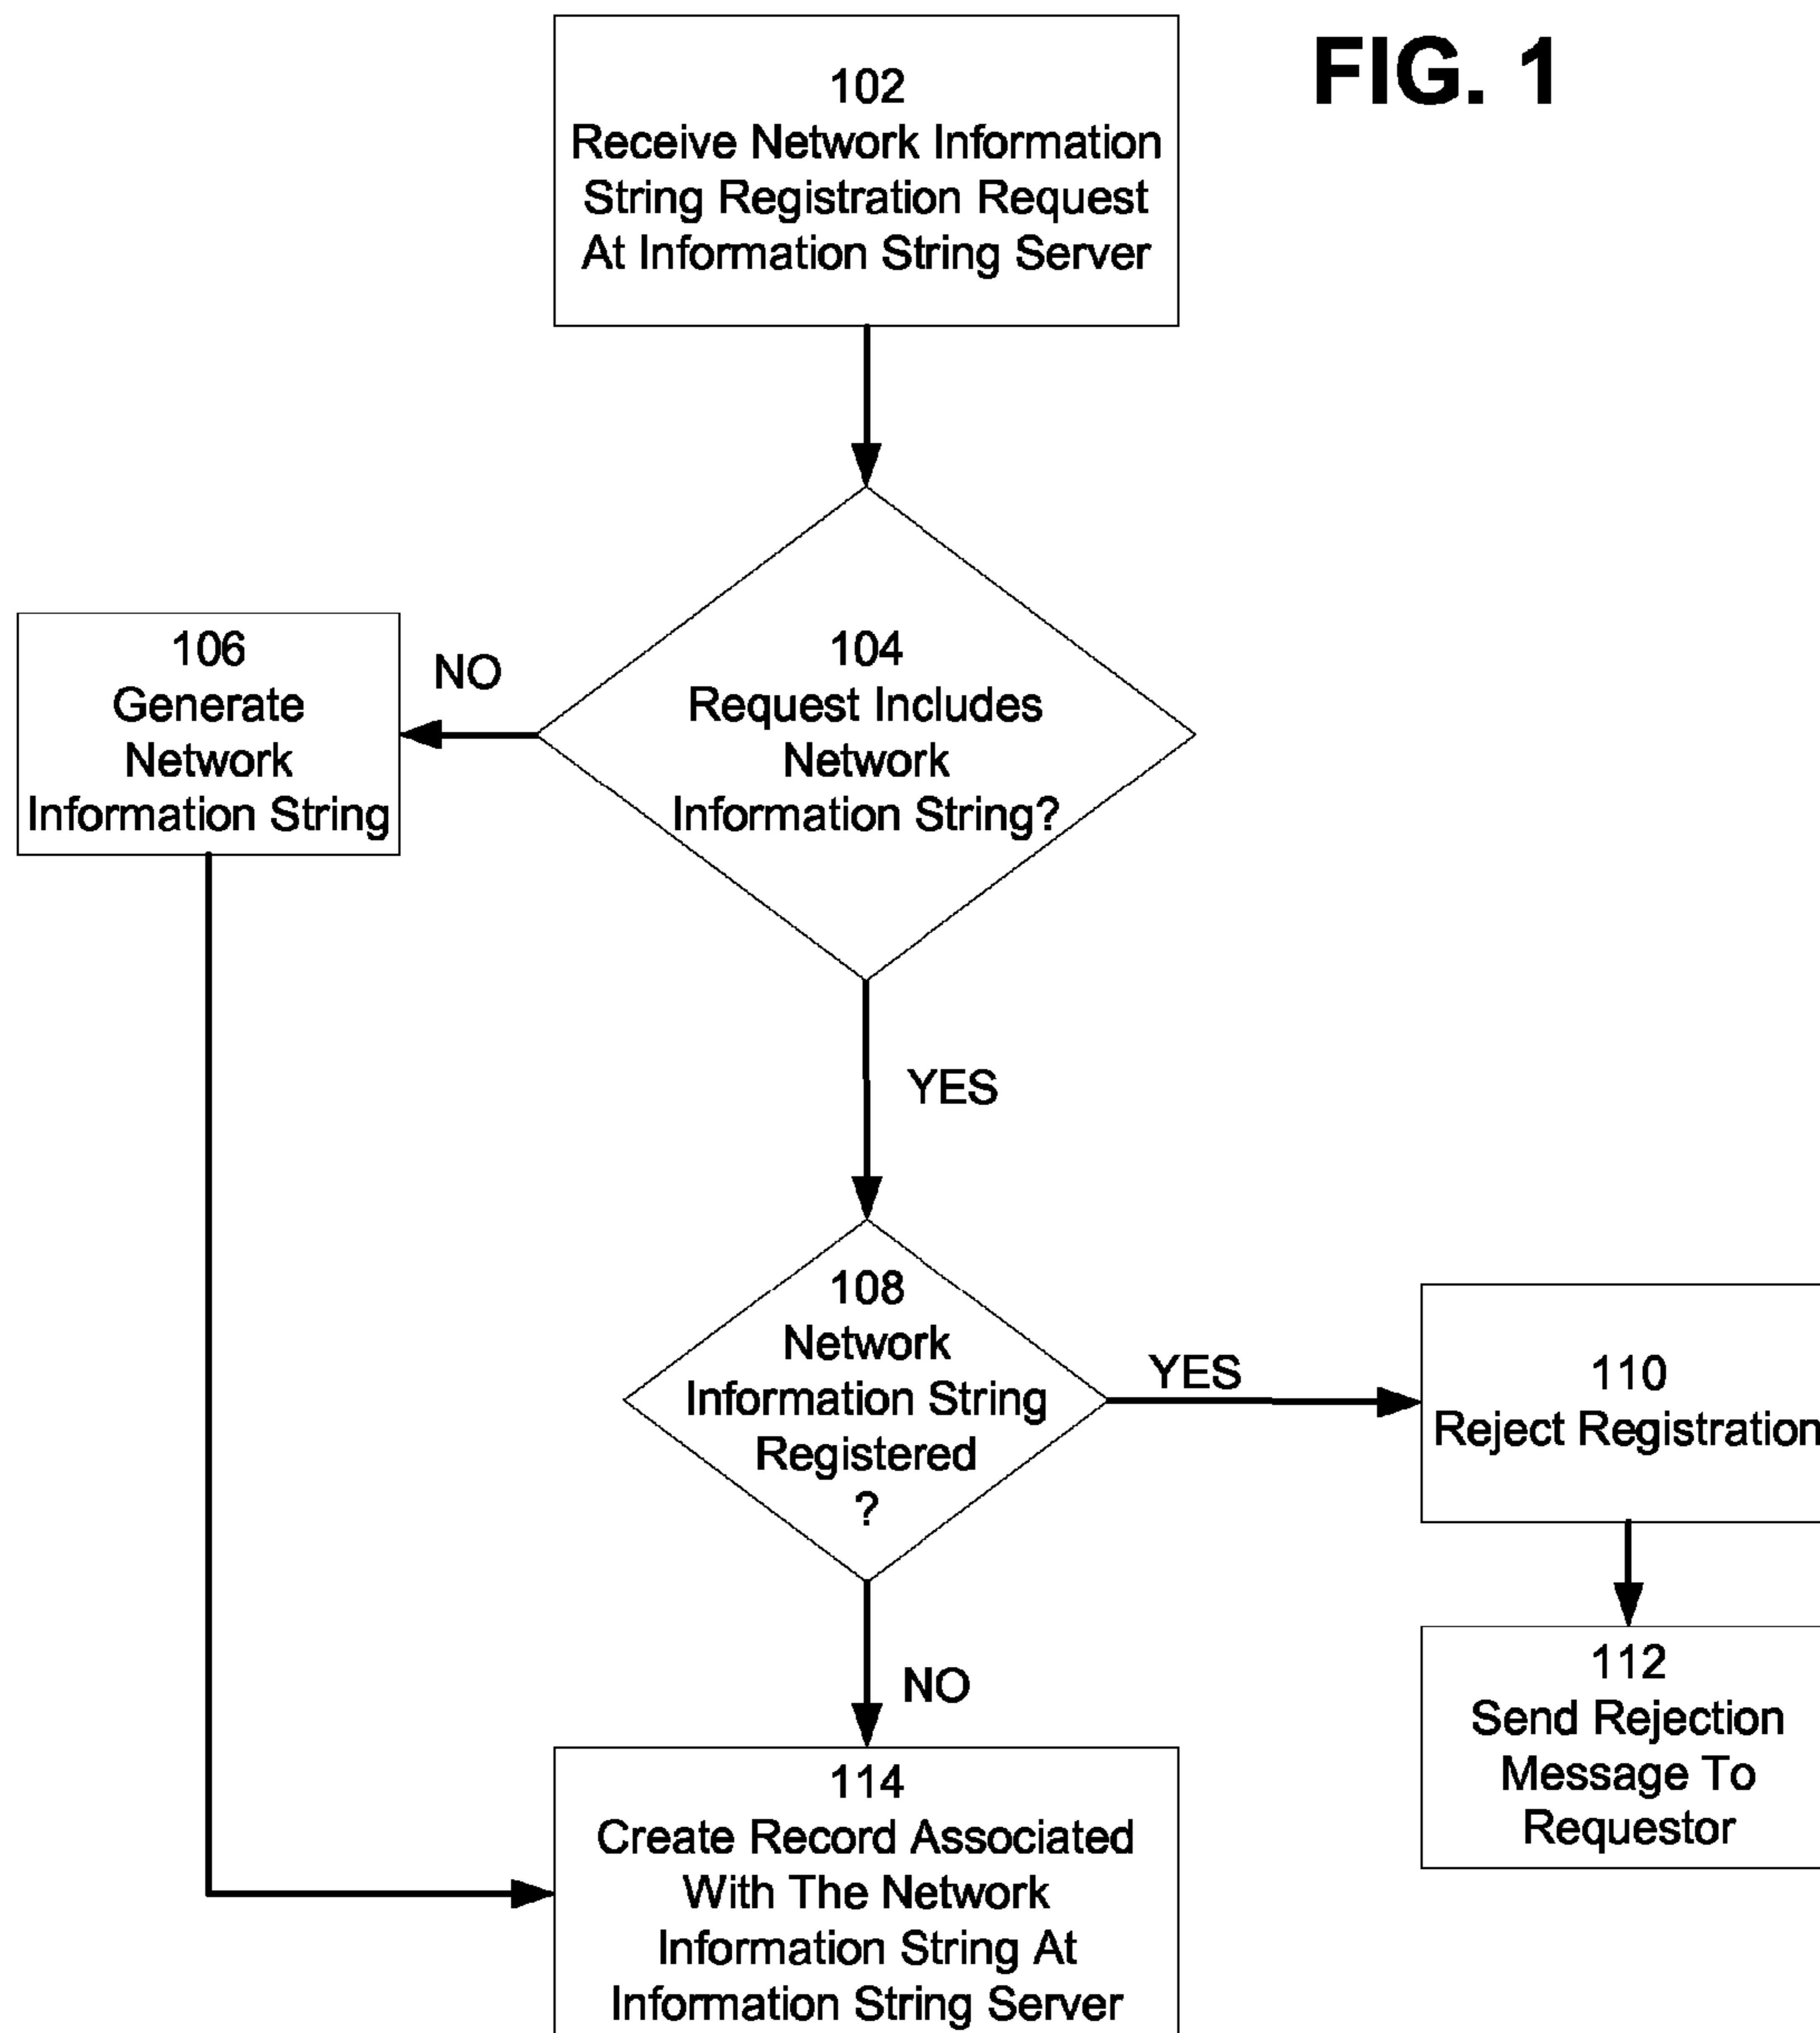 FIG. 1
102
Receive Network Information
String Registration Request
At Information String Server
104
Request Includes
Network
Information String?
NO
106
Generate
Network
Information String
YES
108
Network
Information String
Registered
?
YES
110
Reject Registration
112
Send Rejection
Message To
Requestor
NO
114
Create Record Associated
With The Network
Information String At
Information String Server